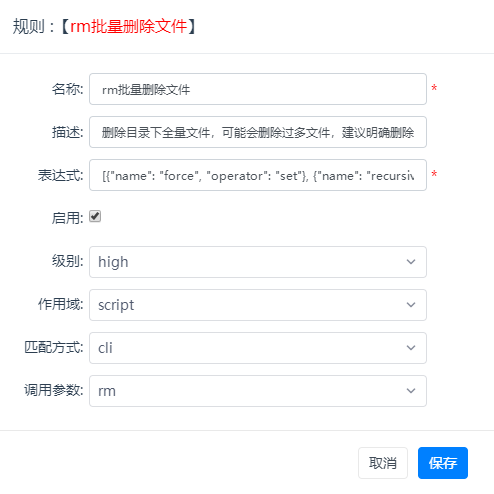 规则 :【rm批量删除文件】
名称: rm批量删除文件 *
描述: 删除目录下全量文件，可能会删除过多文件，建议明确删除
表达式: [{"name": "force", "operator": "set"}, {"name": "recursiv *
启用:
级别: high
作用域: script
匹配方式: cli
调用参数: rm
取消 保存